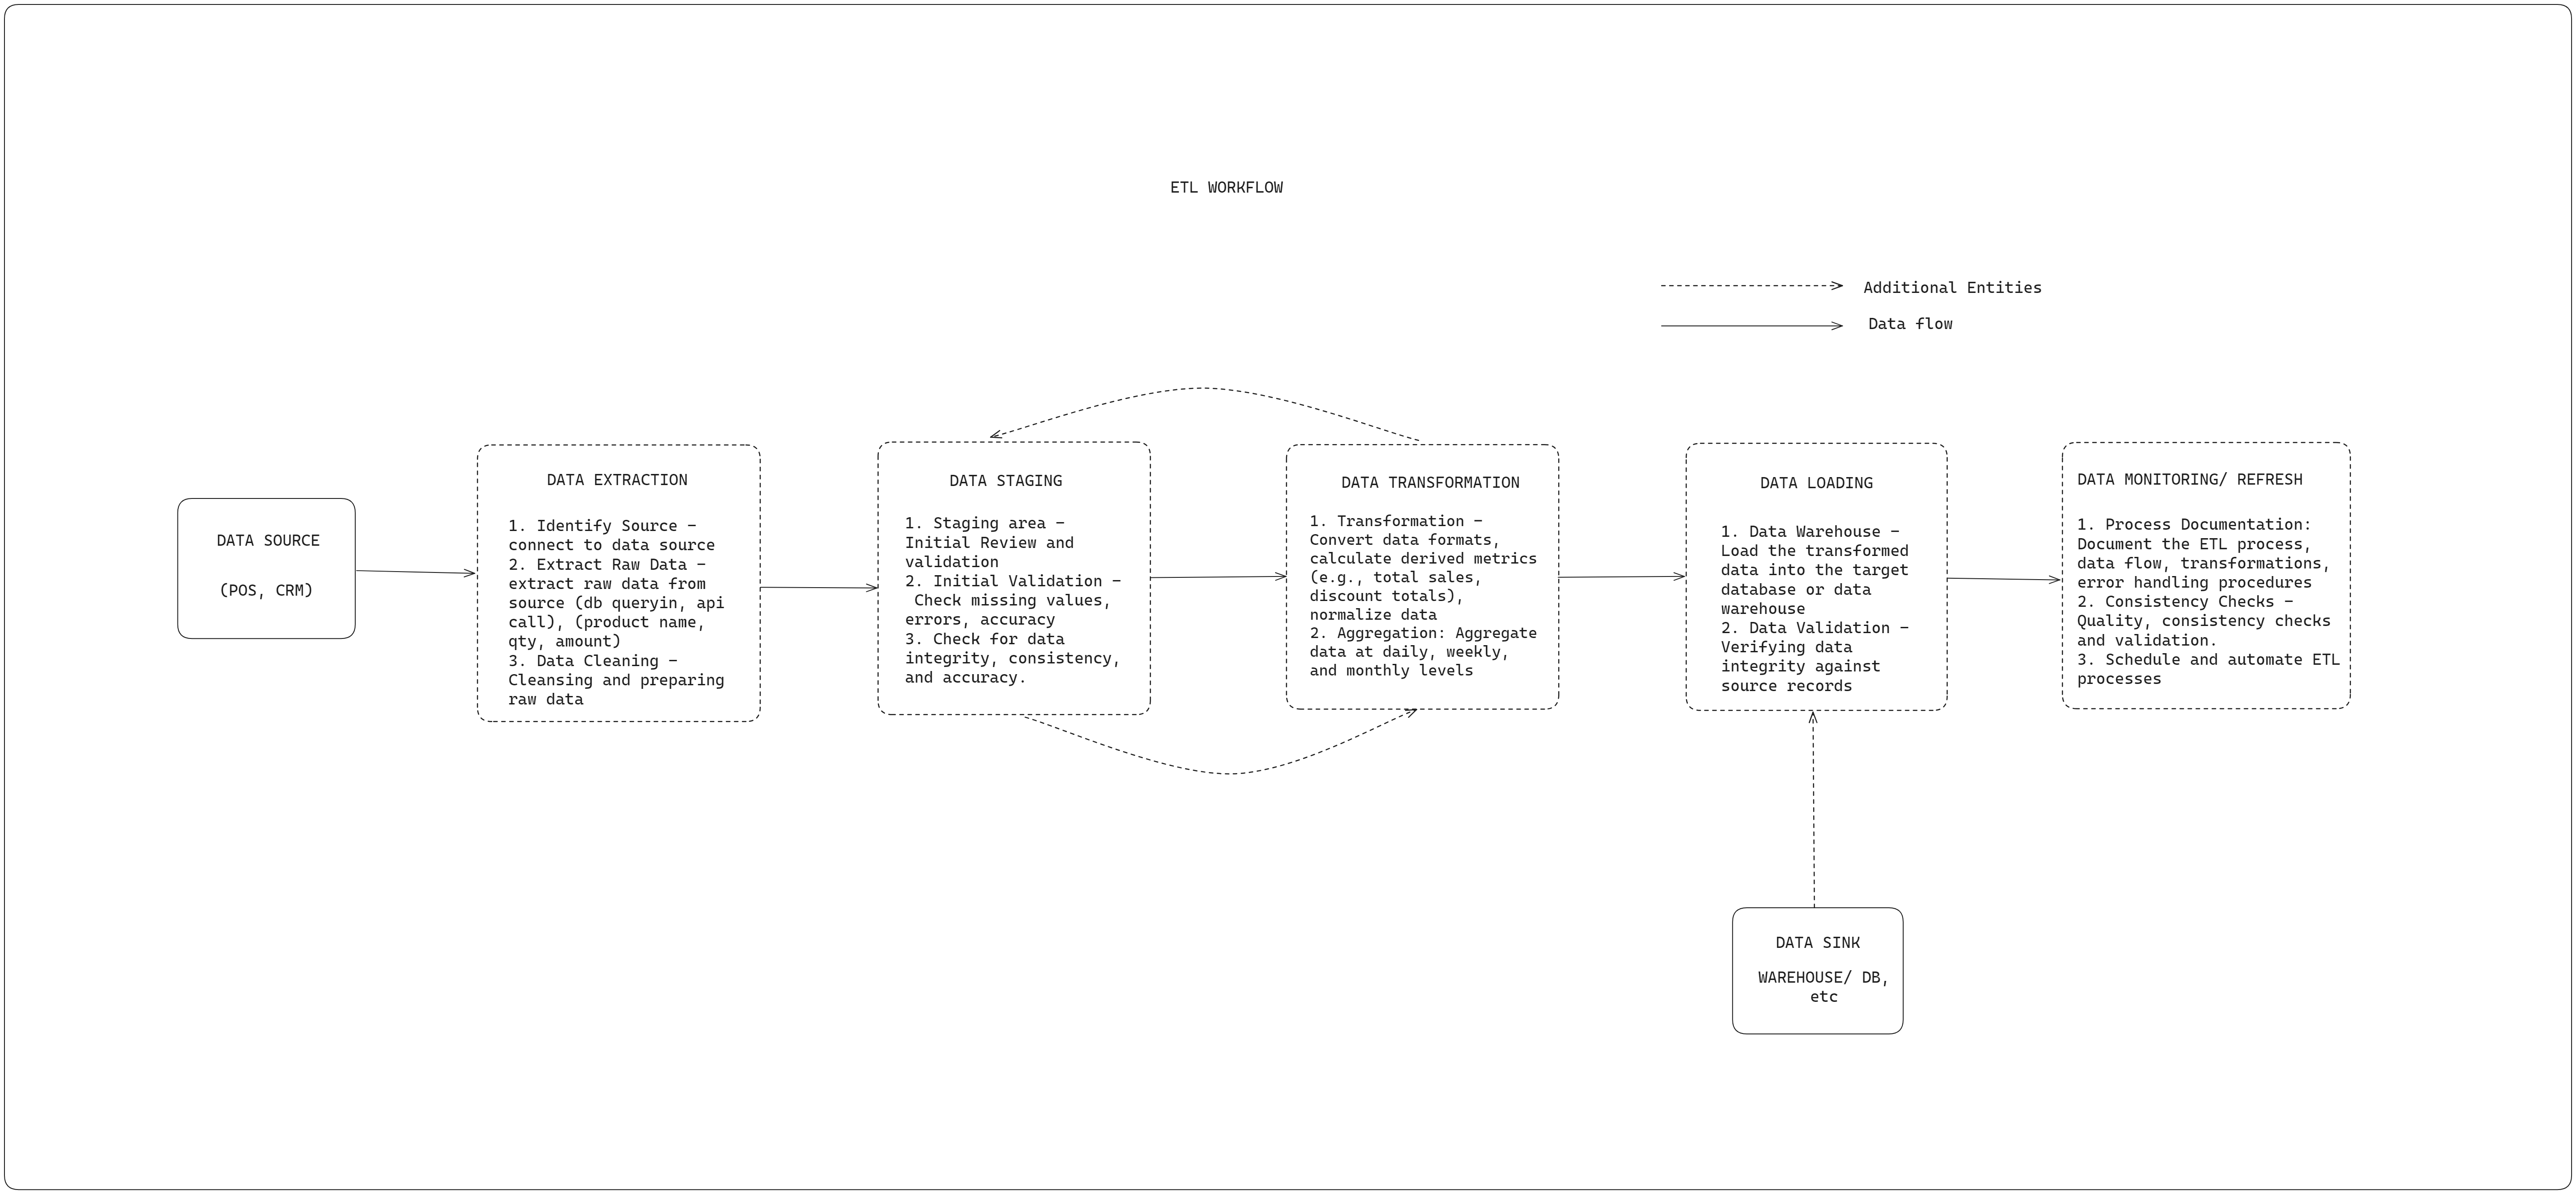 ETL WORKFLOW
Additional Entities
Data flow
DATA SOURCE
(POS, CRM)
DATA EXTRACTION
1. Identify Source –
connect to data source
2. Extract Raw Data –
extract raw data from
source (db queryin, api
call), (product name,
qty, amount)
3. Data Cleaning –
Cleansing and preparing
raw data
DATA STAGING
1. Staging area –
Initial Review and
validation
2. Initial Validation –
Check missing values,
errors, accuracy
3. Check for data
integrity, consistency,
and accuracy.
DATA TRANSFORMATION
1. Transformation –
Convert data formats,
calculate derived metrics
(e.g., total sales,
discount totals),
normalize data
2. Aggregation: Aggregate
data at daily, weekly,
and monthly levels
DATA LOADING
1. Data Warehouse –
Load the transformed
data into the target
database or data
warehouse
2. Data Validation –
Verifying data
integrity against
source records
DATA MONITORING/ REFRESH
1. Process Documentation:
Document the ETL process,
data flow, transformations,
error handling procedures
2. Consistency Checks –
Quality, consistency checks
and validation.
3. Schedule and automate ETL
processes
DATA SINK
WAREHOUSE/ DB,
etc